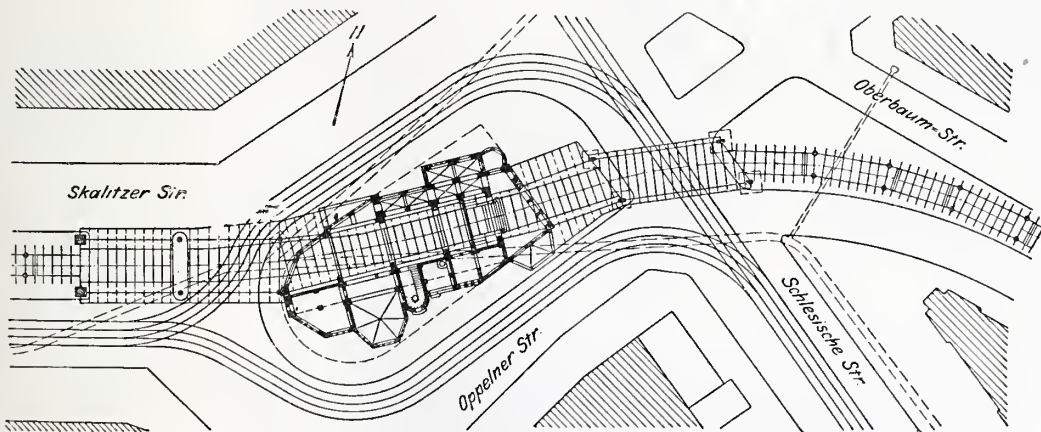 Oberbaum=Str.
Skalitzer Str.
Schlesische Str.
Oppelner Str.